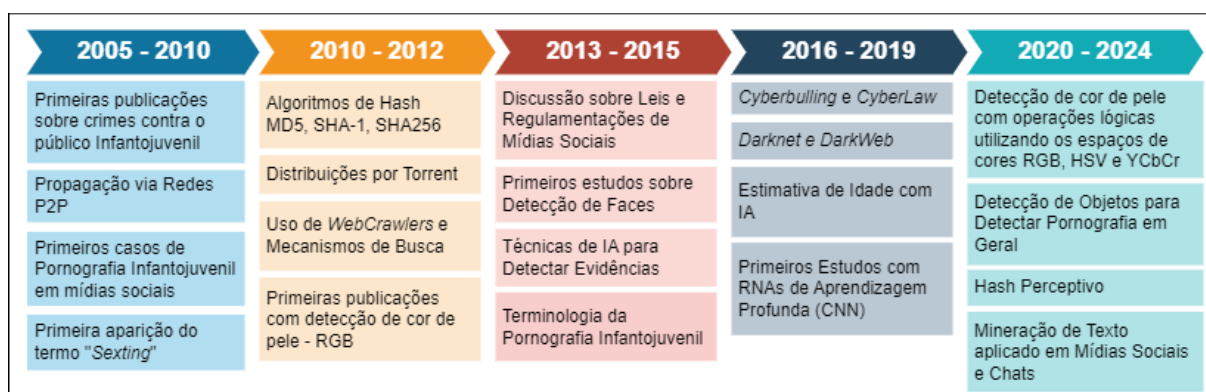 2005 - 2010
Primeiras publicações
sobre crimes contra o
público Infantojuvenil
Propagação via Redes
P2P
Primeiros casos de
Pornografia Infantojuvenil
em mídias sociais
Primeira aparição do
termo "Sexting"
2010 - 2012
Algoritmos de Hash
MD5, SHA-1, SHA256
Distribuições por Torrent
Uso de WebCrawlers e
Mecanismos de Busca
Primeiras publicações
com detecção de cor de
pele - RGB
2013 - 2015
Discussão sobre Leis e
Regulamentações de
Mídias Sociais
Primeiros estudos sobre
Detecção de Faces
Técnicas de IA para
Detectar Evidências
Terminologia da
Pornografia Infantojuvenil
2016 - 2019
Cyberbulling e CyberLaw
Darknet e DarkWeb
Estimativa de Idade com
IA
Primeiros Estudos com
RNAs de Aprendizagem
Profunda (CNN)
2020 - 2024
Detecção de cor de pele
com operações lógicas
utilizando os espaços de
cores RGB, HSV e YCbCr
Detecção de Objetos para
Detectar Pornografia em
Geral
Hash Perceptivo
Mineração de Texto
aplicado em Mídias Sociais
e Chats